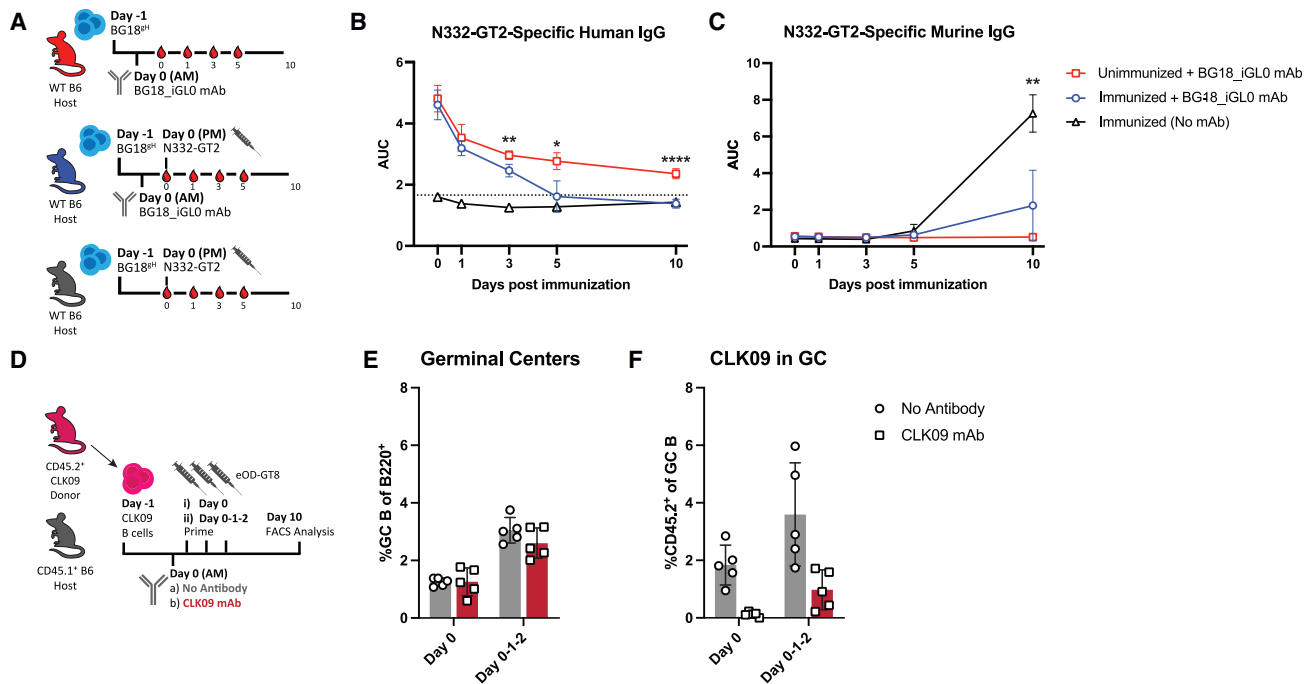 A
Day -1
BG18gH
0 1 3 5 10
Day 0 (AM)
BG18_iGL0 mAb
WT B6
Host
Day -1 Day 0 (PM)
BG18gH N332-GT2
0 1 3 5 10
Day 0 (AM)
BG18_iGL0 mAb
WT B6
Host
Day -1 Day 0 (PM)
BG18gH N332-GT2
0 1 3 5 10
WT B6
Host
B
N332-GT2-Specific Human IgG
AUC
6
4
2
0
** * ****
0 1 3 5 10
Days post immunization
C
N332-GT2-Specific Murine IgG
AUC
10
8
6
4
2
0
**
0 1 3 5 10
Days post immunization
Unimmunized + BG18_iGL0 mAb
Immunized + BG18_iGL0 mAb
Immunized (No mAb)
D
CD45.2+
CLK09
Donor
eOD-GT8
Day -1
CLK09
B cells
i) Day 0
ii) Day 0-1-2
Prime
Day 10
FACS Analysis
CD45.1+ B6
Host
Day 0 (AM)
a) No Antibody
b) CLK09 mAb
E
Germinal Centers
%GC B of B220+
8
6
4
2
0
Day 0
Day 0-1-2
F
CLK09 in GC
%CD45.2+ of GC B
8
6
4
2
0
Day 0
Day 0-1-2
No Antibody
CLK09 mAb